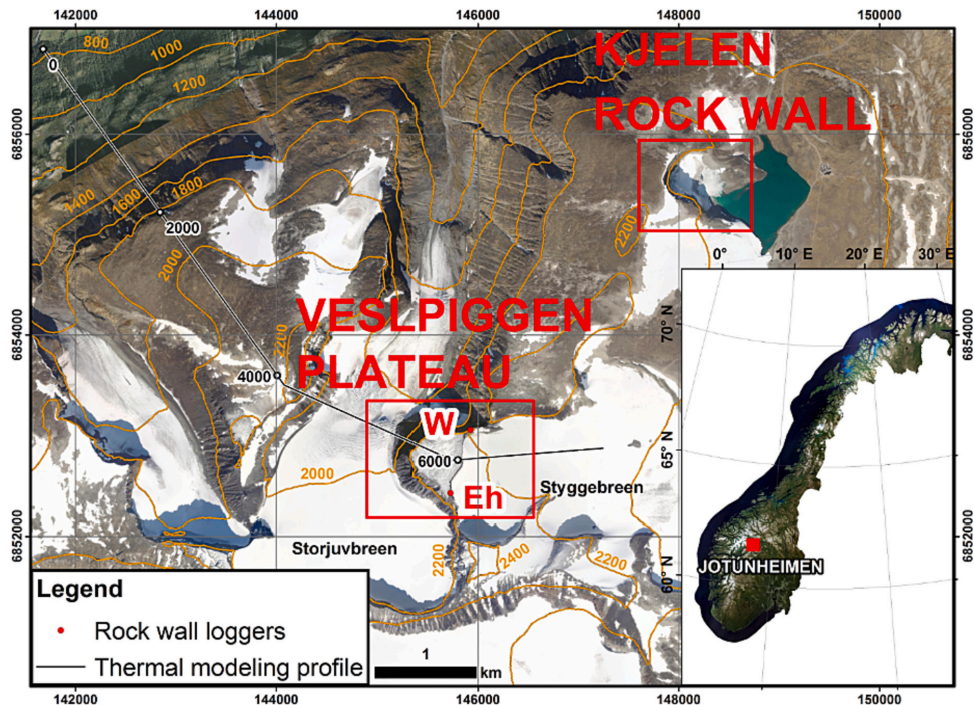 142000 144000 146000 148000 150000
800
1000
1200
0
KJELEN
ROCK WALL
6856000
6856000
1400
1600
1800
2000
2000
2200
0° 10° E 20° E 30° E
70° N
VESLPIGGEN
PLATEAU
6854000
6854000
2200
4000
W
6000
65° N
2000
Eh
Styggebreen
6852000
6852000
Storjuvbreen
2200
2400
2200
60° N
JOTUNHEIMEN
Legend
Rock wall loggers
Thermal modeling profile
1
km
142000 144000 146000 148000 150000